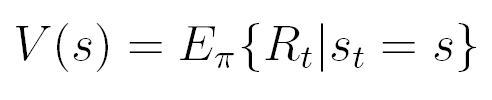 V(s) = E_π{R_t|s_t = s}